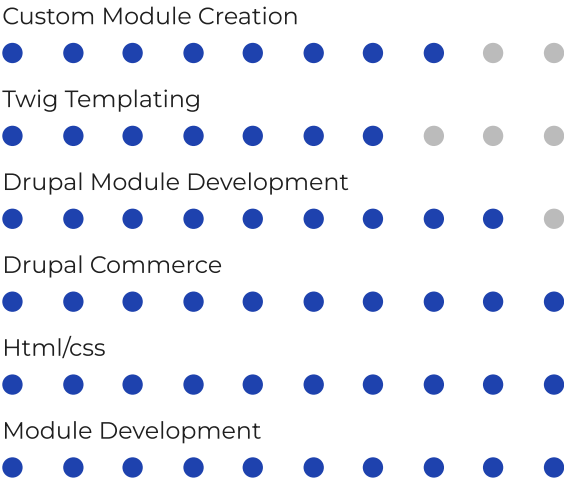 Custom Module Creation
Twig Templating
Drupal Module Development
Drupal Commerce
Html/css
Module Development